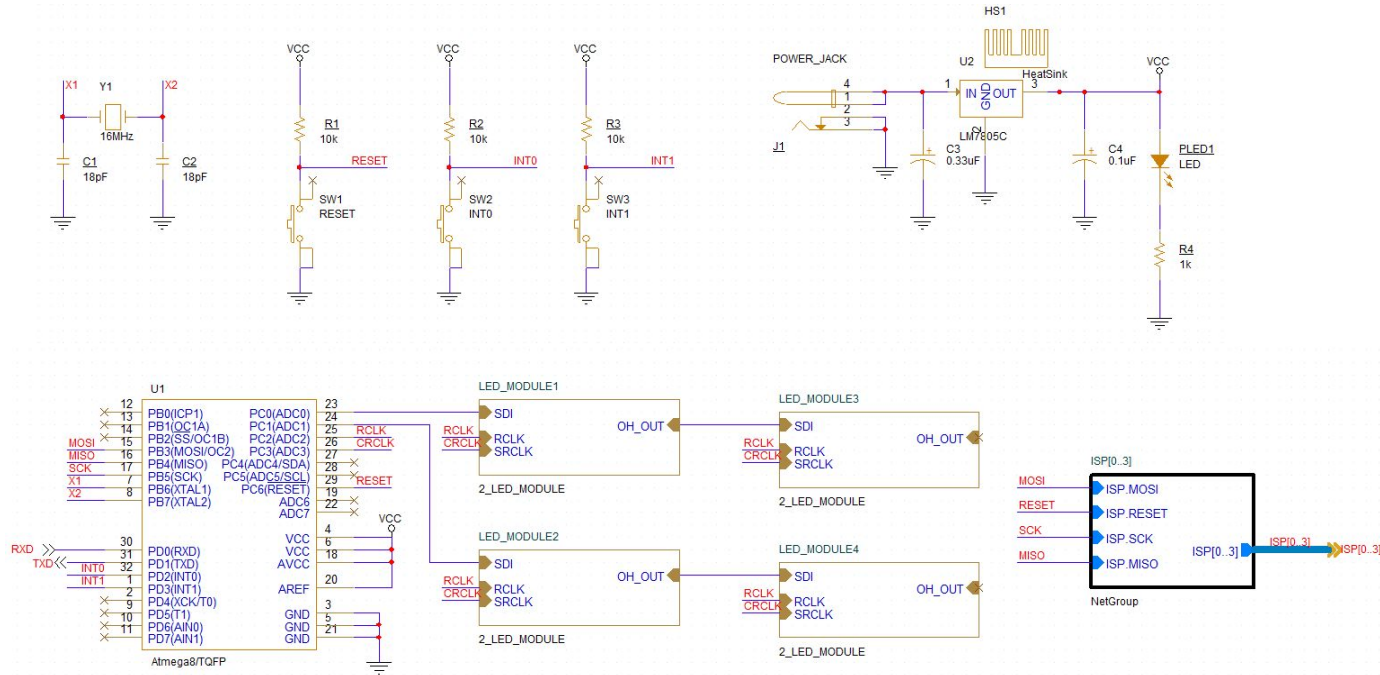 HS1
VCC
VCC
VCC
POWER_JACK
U2
HeatSink
VCC
X1
Y1
X2
16MHz
4
1
2
3
J1
1
IN
GND
OUT
3
2
LM7805C
C1
18pF
C2
18pF
R1
10k
R2
10k
R3
10k
C3
0.33uF
+
C4
0.1uF
+
PLED1
LED
RESET
INT0
INT1
SW1
RESET
SW2
INT0
SW3
INT1
R4
1k
U1
12 PB0(ICP1) PC0(ADC0) 23
13 PB1(OC1A) PC1(ADC1) 24
14 PB2(SS/OC1B) PC2(ADC2) 25 RCLK
MOSI 15 PB3(MOSI/OC2) PC3(ADC3) 26 CRCLK
MISO 16 PB4(MISO) PC4(ADC4/SDA) 27
SCK 17 PB5(SCK) PC5(ADC5/SCL) 28
X1 7 PB6(XTAL1) PC6(RESET) 29 RESET
X2 8 PB7(XTAL2) ADC6 19
ADC7 22
VCC
VCC 4
RXD 30 PD0(RXD) VCC 6
TXD 31 PD1(TXD) AVCC 18
INT0 32 PD2(INT0)
INT1 1 PD3(INT1) AREF 20
2 PD4(XCK/T0)
9 PD5(T1) GND 3
10 PD6(AIN0) GND 5
11 PD7(AIN1) GND 21
Atmega8/TQFP
LED_MODULE1
SDI
OH_OUT
RCLK RCLK
CRCLK SRCLK
2_LED_MODULE
LED_MODULE3
SDI
OH_OUT
RCLK RCLK
CRCLK SRCLK
2_LED_MODULE
LED_MODULE2
SDI
OH_OUT
RCLK RCLK
CRCLK SRCLK
2_LED_MODULE
LED_MODULE4
SDI
OH_OUT
RCLK RCLK
CRCLK SRCLK
2_LED_MODULE
ISP[0..3]
MOSI ISP.MOSI
RESET ISP.RESET
SCK ISP.SCK
MISO ISP.MISO
ISP[0..3] ISP[0..3] ISP[0..3]
NetGroup